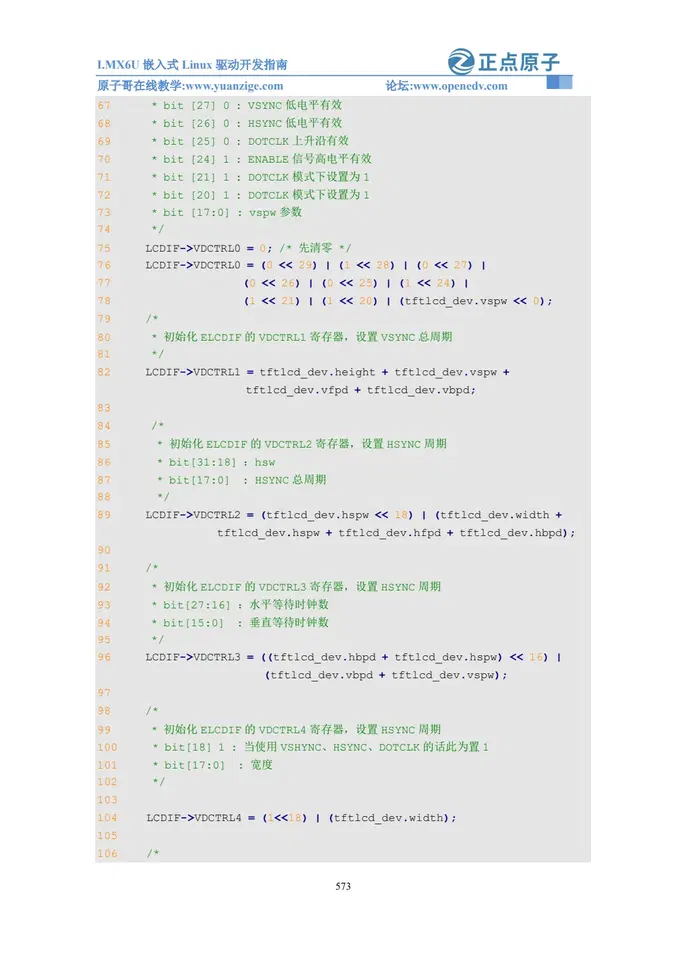 I.MX6U 嵌入式 Linux 驱动开发指南
正点原子
原子哥在线教学:www.yuanzige.com 论坛:www.openedv.com
67 * bit [27] 0 : VSYNC 低电平有效
68 * bit [26] 0 : HSYNC 低电平有效
69 * bit [25] 0 : DOTCLK 上升沿有效
70 * bit [24] 1 : ENABLE 信号高电平有效
71 * bit [21] 1 : DOTCLK 模式下设置为 1
72 * bit [20] 1 : DOTCLK 模式下设置为 1
73 * bit [17:0] : vspw 参数
74 */
75 LCDIF->VDCTRL0 = 0; /* 先清零 */
76 LCDIF->VDCTRL0 = (0 << 29) | (1 << 28) | (0 << 27) |
77 (0 << 26) | (0 << 25) | (1 << 24) |
78 (1 << 21) | (1 << 20) | (tftlcd_dev.vspw << 0);
79 /*
80 * 初始化 ELCDIF 的 VDCTRL1 寄存器，设置 VSYNC 总周期
81 */
82 LCDIF->VDCTRL1 = tftlcd_dev.height + tftlcd_dev.vspw +
tftlcd_dev.vfpd + tftlcd_dev.vbpd;
83
84 /*
85 * 初始化 ELCDIF 的 VDCTRL2 寄存器，设置 HSYNC 周期
86 * bit[31:18] : hsw
87 * bit[17:0] : HSYNC 总周期
88 */
89 LCDIF->VDCTRL2 = (tftlcd_dev.hspw << 18) | (tftlcd_dev.width +
tftlcd_dev.hspw + tftlcd_dev.hfpd + tftlcd_dev.hbpd);
90
91 /*
92 * 初始化 ELCDIF 的 VDCTRL3 寄存器，设置 HSYNC 周期
93 * bit[27:16] : 水平等待时钟数
94 * bit[15:0] : 垂直等待时钟数
95 */
96 LCDIF->VDCTRL3 = ((tftlcd_dev.hbpd + tftlcd_dev.hspw) << 16) |
(tftlcd_dev.vbpd + tftlcd_dev.vspw);
97
98 /*
99 * 初始化 ELCDIF 的 VDCTRL4 寄存器，设置 HSYNC 周期
100 * bit[18] 1 : 当使用 VSHYNC、HSYNC、DOTCLK 的话此为置 1
101 * bit[17:0] : 宽度
102 */
103
104 LCDIF->VDCTRL4 = (1<<18) | (tftlcd_dev.width);
105
106 /*
573